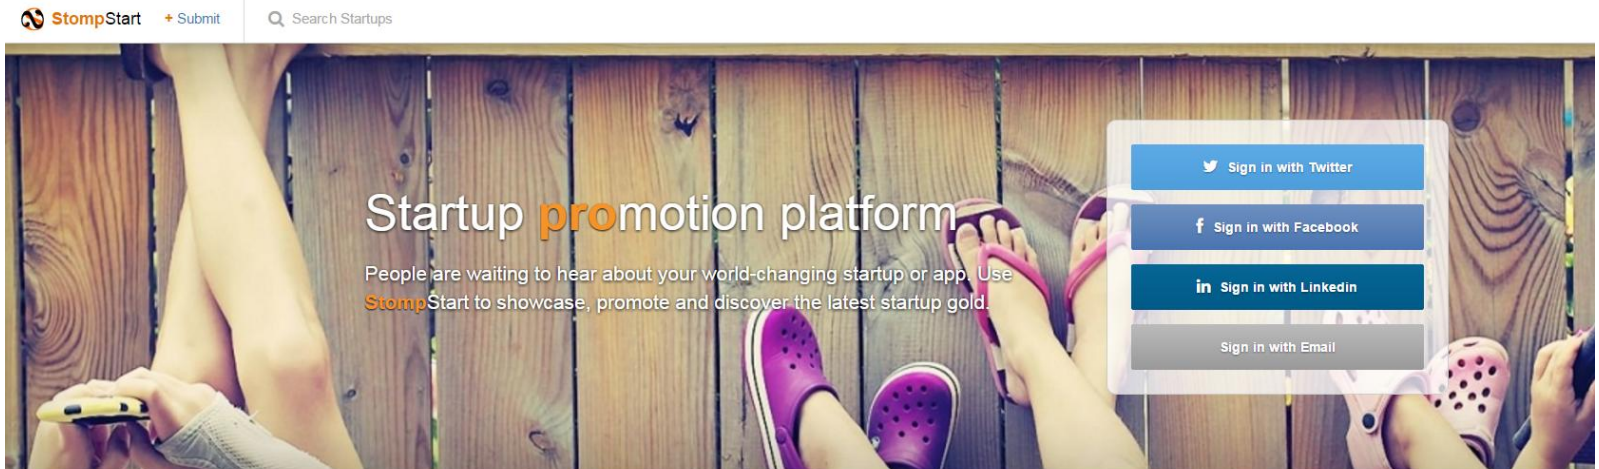 StompStart
+ Submit
Search Startups
Startup promotion platform
People are waiting to hear about your world-changing startup or app. Use
StompStart to showcase, promote and discover the latest startup gold.
Sign in with Twitter
f Sign in with Facebook
in Sign in with Linkedin
Sign in with Email